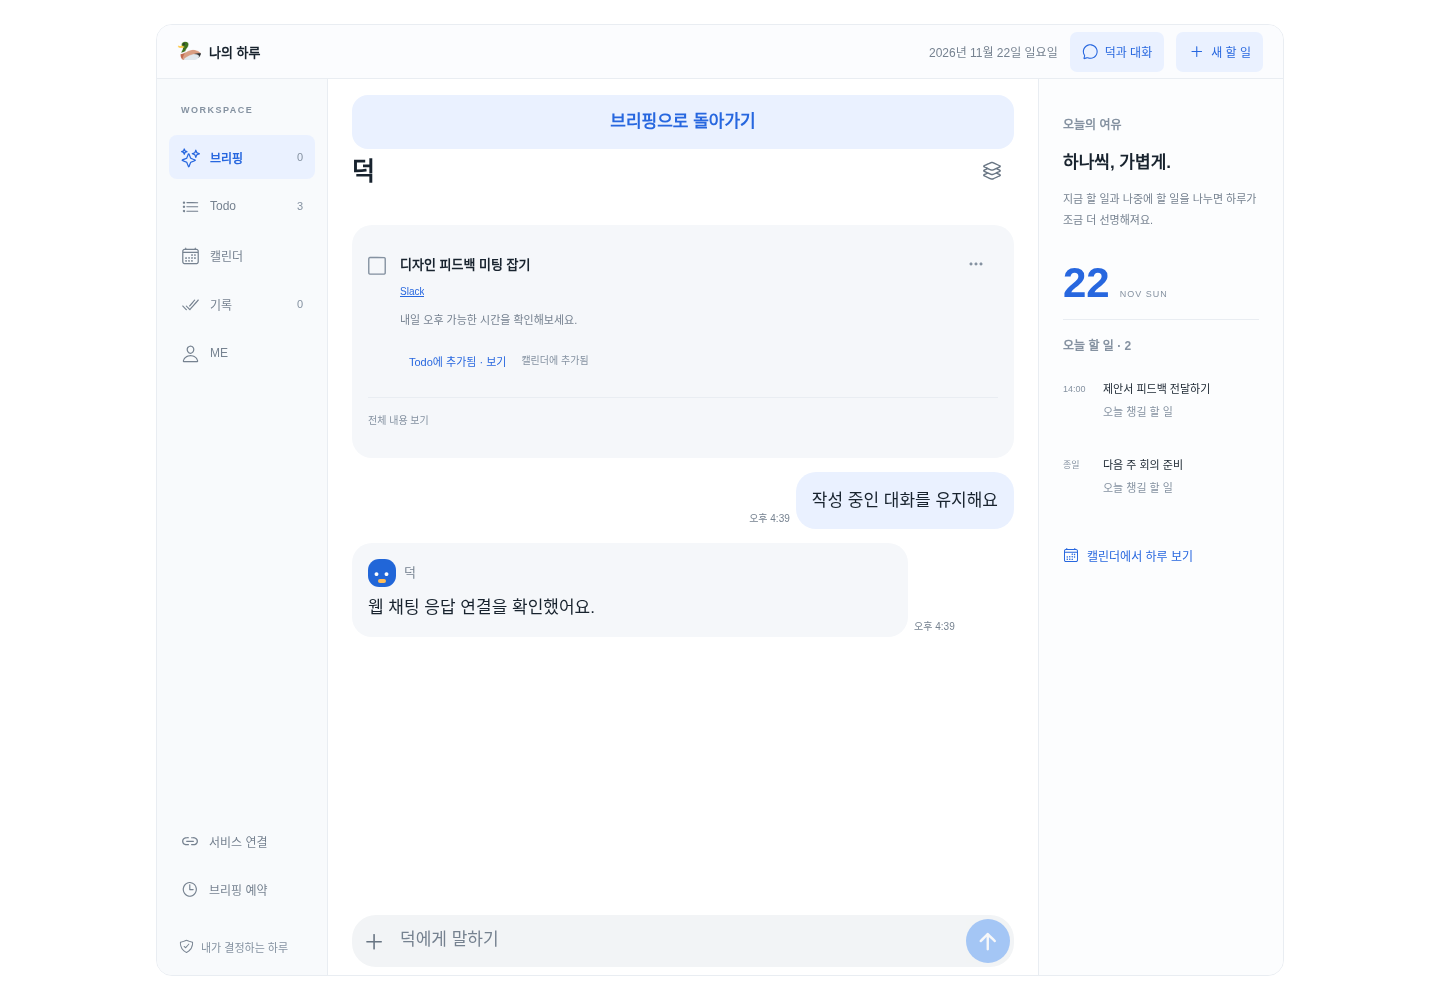 나의 하루
2026년 11월 22일 일요일
덕과 대화
새 할 일
WORKSPACE
브리핑 0
Todo 3
캘린더
기록 0
ME
서비스 연결
브리핑 예약
내가 결정하는 하루
브리핑으로 돌아가기
덕
디자인 피드백 미팅 잡기
Slack
내일 오후 가능한 시간을 확인해보세요.
Todo에 추가됨 · 보기 캘린더에 추가됨
전체 내용 보기
작성 중인 대화를 유지해요
오후 4:39
덕
웹 채팅 응답 연결을 확인했어요.
오후 4:39
덕에게 말하기
오늘의 여유
하나씩, 가볍게.
지금 할 일과 나중에 할 일을 나누면 하루가
조금 더 선명해져요.
22 NOV SUN
오늘 할 일 · 2
14:00 제안서 피드백 전달하기
오늘 챙길 할 일
종일 다음 주 회의 준비
오늘 챙길 할 일
캘린더에서 하루 보기